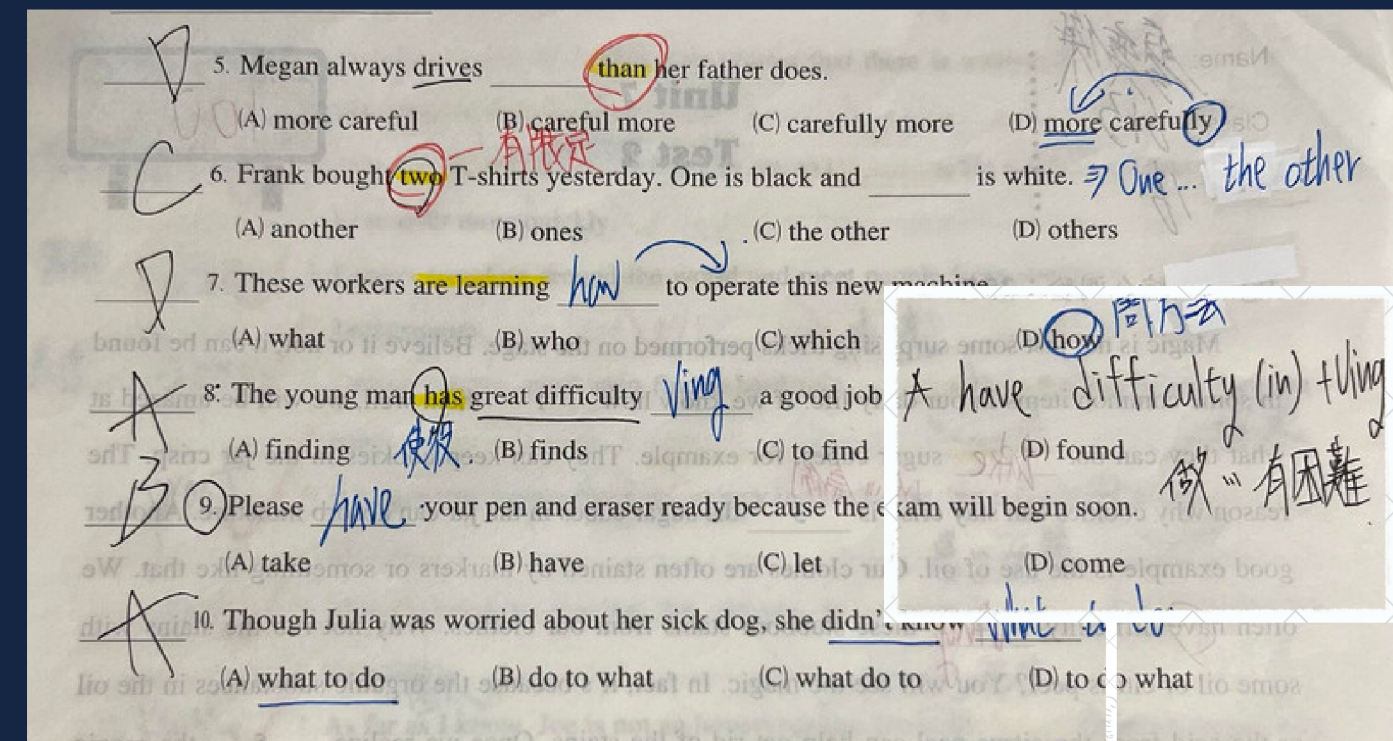 D 5. Megan always drives ______ than her father does.
(A) more careful (B) careful more (C) carefully more (D) more carefully
有限定
C 6. Frank bought two T-shirts yesterday. One is black and ______ is white. ⇒ One... the other
(A) another (B) ones (C) the other (D) others
D 7. These workers are learning how to operate this new machine
(A) what (B) who (C) which (D) how
A 8. The young man has great difficulty Ving a good job
have difficulty (in) + Ving
(A) finding (B) finds (C) to find (D) found
做... 有困難
B 9. Please have your pen and eraser ready because the exam will begin soon.
(A) take (B) have (C) let (D) come
A 10. Though Julia was worried about her sick dog, she didn't know what to do
(A) what to do (B) do to what (C) what do to (D) to do what